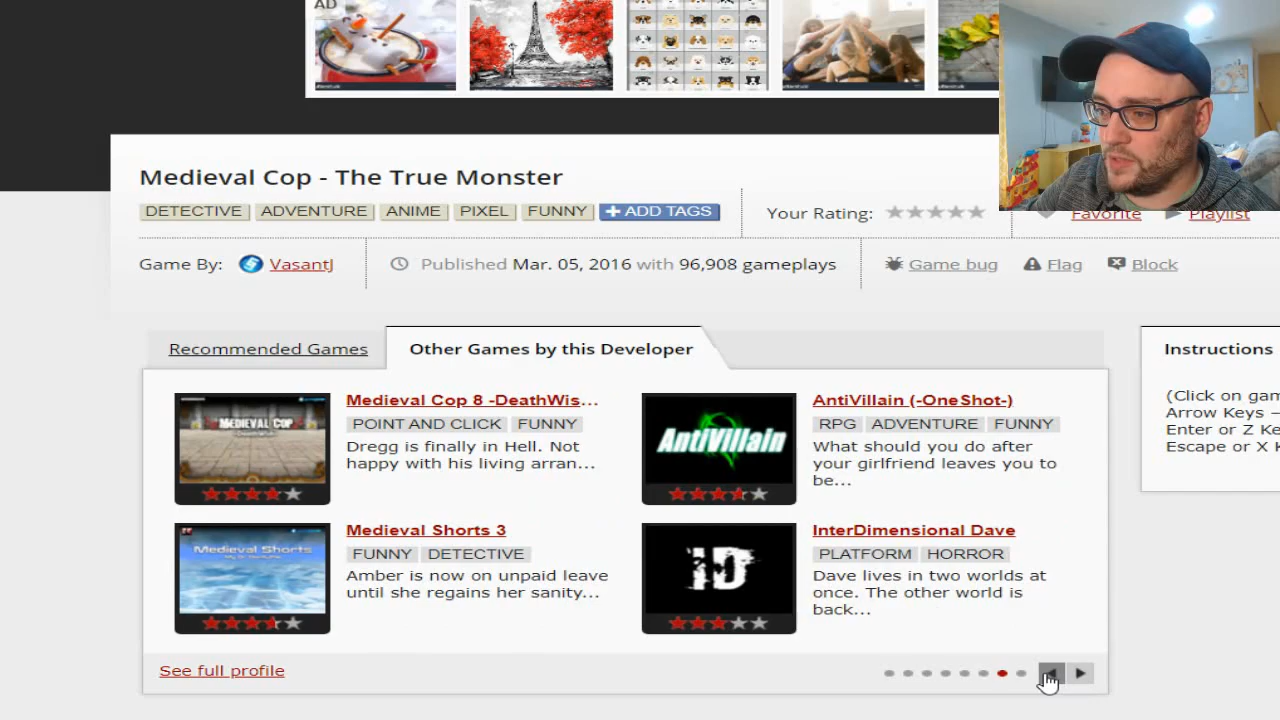 AD
Medieval Cop - The True Monster
DETECTIVE ADVENTURE ANIME PIXEL FUNNY + ADD TAGS
Your Rating:
Favorite Playlist
Game By: VasantJ
Published Mar. 05, 2016 with 96,908 gameplays
Game bug Flag Block
Recommended Games
Other Games by this Developer
Medieval Cop 8 -DeathWis...
POINT AND CLICK FUNNY
Dregg is finally in Hell. Not
happy with his living arran...
MEDIEVAL COP
AntiVillain (-OneShot-)
RPG ADVENTURE FUNNY
What should you do after
your girlfriend leaves you to
be...
AntiVillain
Medieval Shorts 3
FUNNY DETECTIVE
Amber is now on unpaid leave
until she regains her sanity...
Medieval Shorts
InterDimensional Dave
PLATFORM HORROR
Dave lives in two worlds at
once. The other world is
back...
iD
See full profile
Instructions
(Click on gam
Arrow Keys –
Enter or Z Ke
Escape or X K